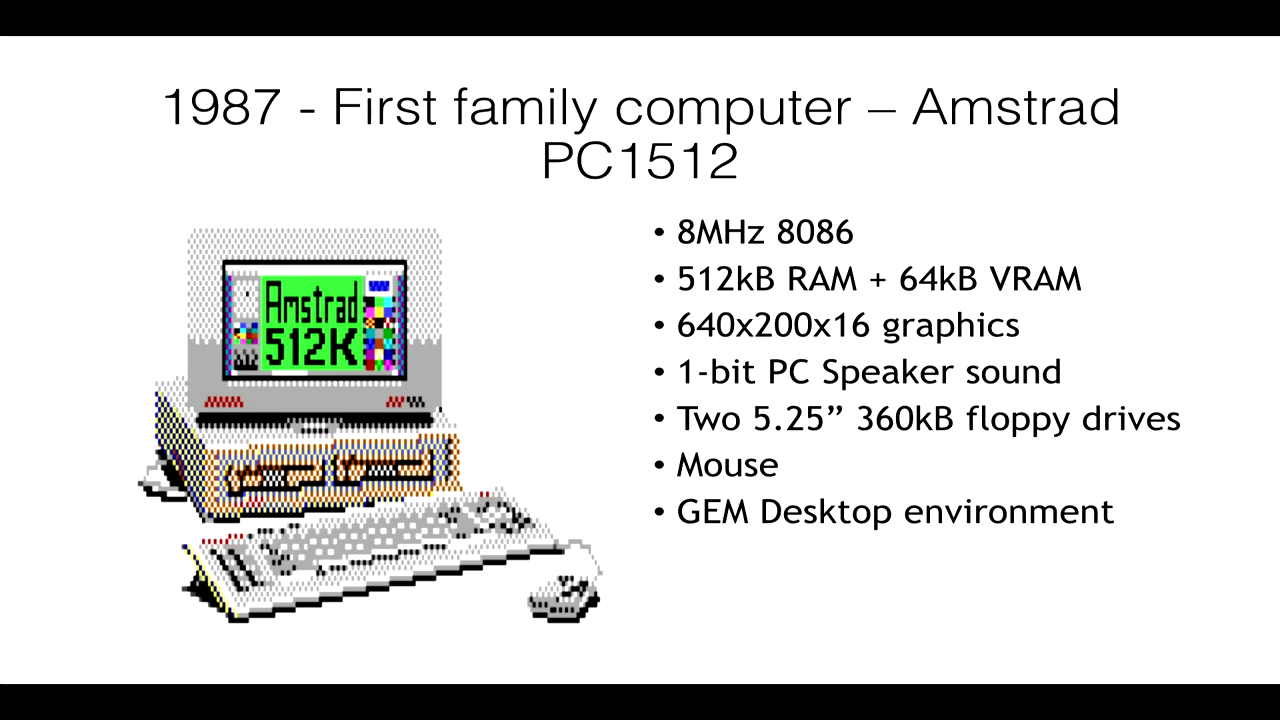 1987 - First family computer – Amstrad
PC1512
Amstrad
512K
• 8MHz 8086
• 512kB RAM + 64kB VRAM
• 640x200x16 graphics
• 1-bit PC Speaker sound
• Two 5.25” 360kB floppy drives
• Mouse
• GEM Desktop environment